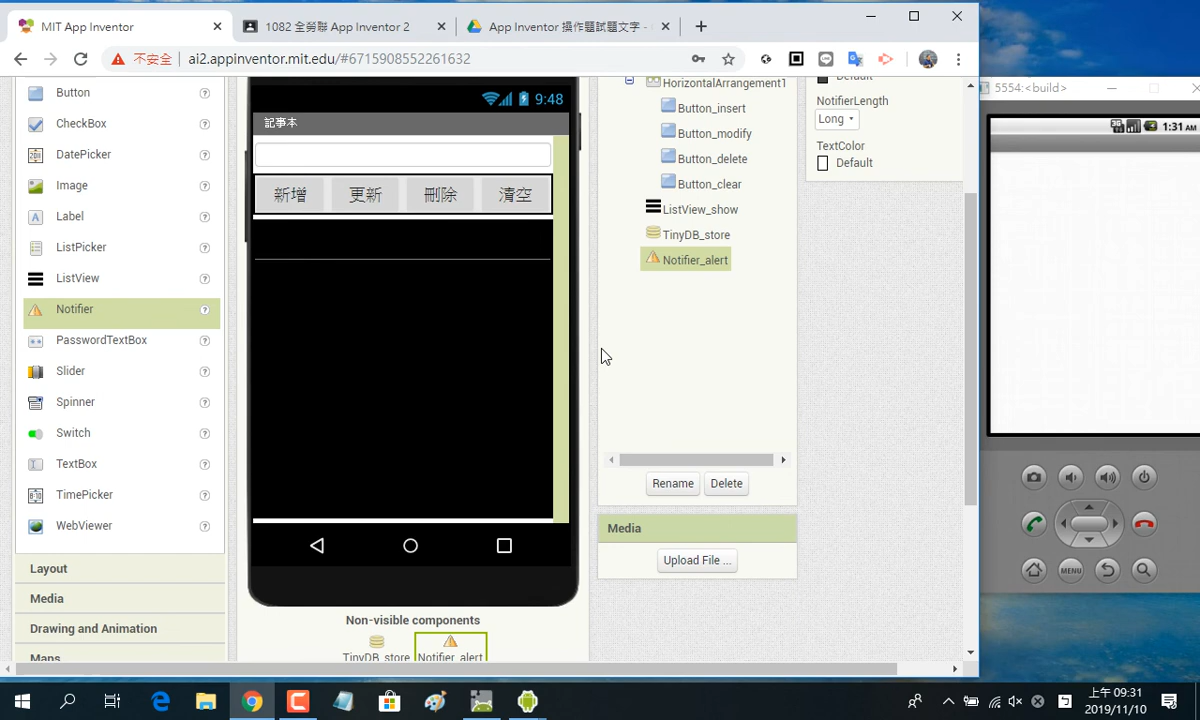 MIT App Inventor
1082 全勞聯 App Inventor 2
App Inventor 操作題試題文字 -
不安全
ai2.appinventor.mit.edu/#6715908552261632
Button
CheckBox
DatePicker
Image
Label
ListPicker
ListView
Notifier
PasswordTextBox
Slider
Spinner
Switch
TextBox
TimePicker
WebViewer
Layout
Media
Drawing and Animation
Maps
9:48
記事本
新增
更新
刪除
清空
Non-visible components
TinyDB_store
Notifier_alert
HorizontalArrangement1
Button_insert
Button_modify
Button_delete
Button_clear
ListView_show
TinyDB_store
Notifier_alert
Rename
Delete
Media
Upload File ...
Default
NotifierLength
Long
TextColor
Default
5554:<build>
1:31 AM
MENU
上午 09:31
2019/11/10